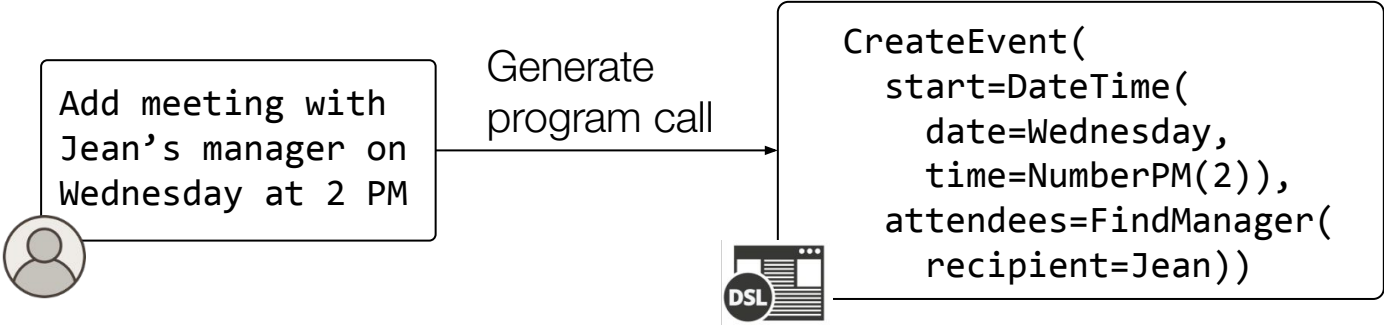 Add meeting with
Jean’s manager on
Wednesday at 2 PM
Generate
program call
CreateEvent(
start=DateTime(
date=Wednesday,
time=NumberPM(2)),
attendees=FindManager(
recipient=Jean))
DSL